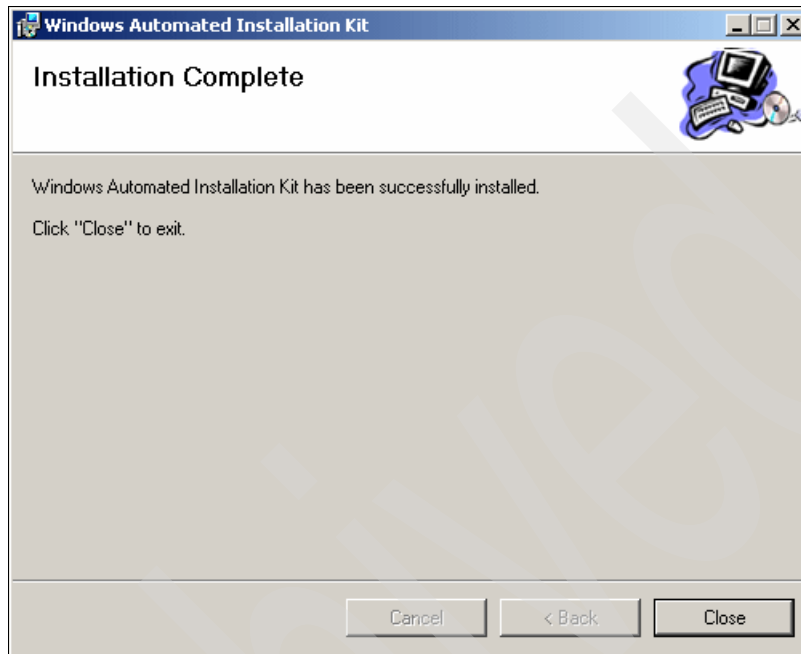 Windows Automated Installation Kit
Installation Complete
Windows Automated Installation Kit has been successfully installed.
Click "Close" to exit.
Cancel
< Back
Close